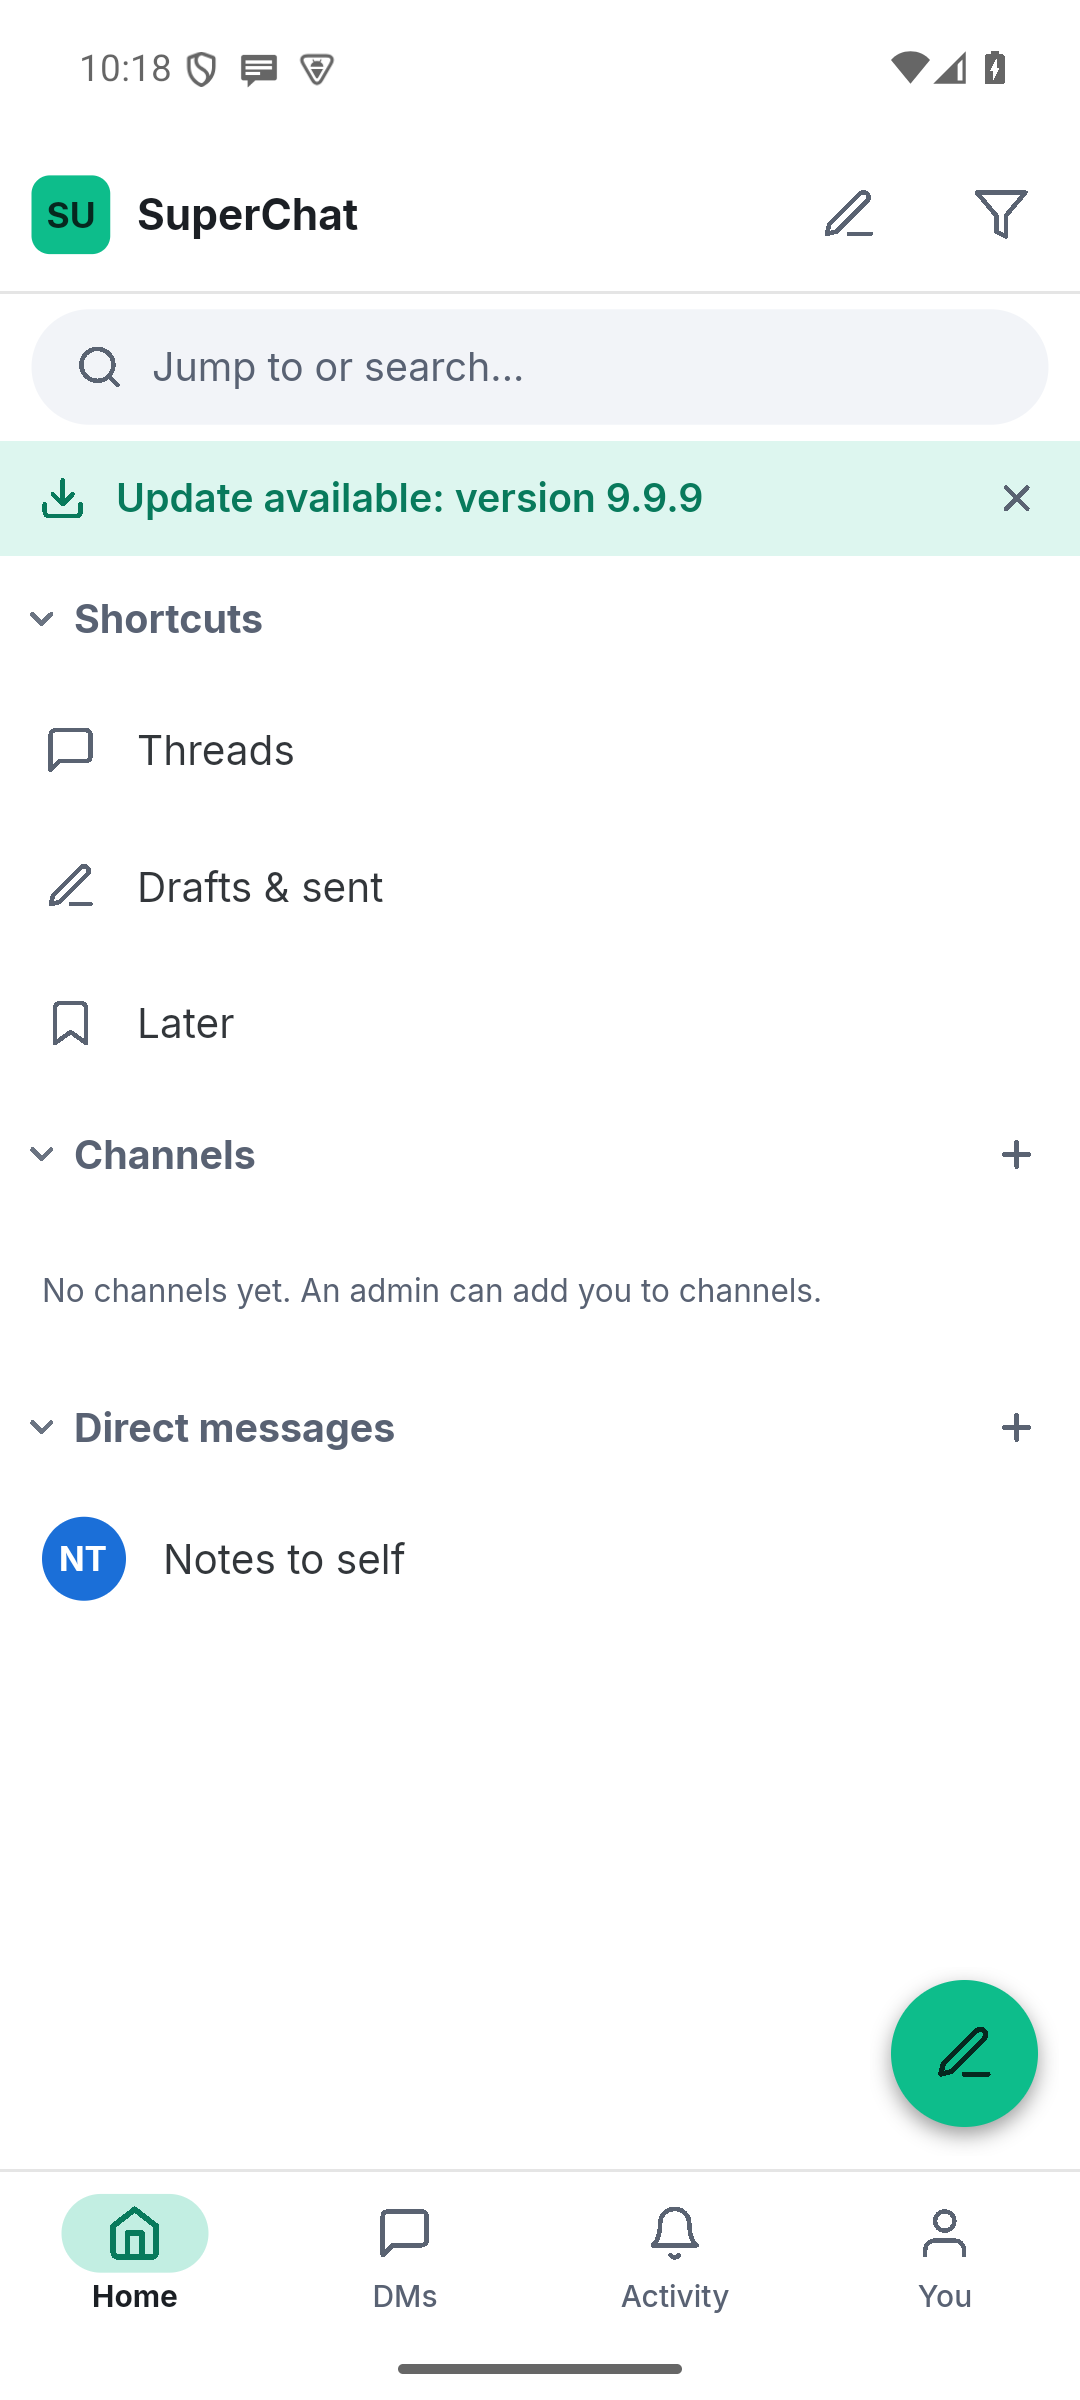 10:18
SU SuperChat
Jump to or search...
Update available: version 9.9.9
Shortcuts
Threads
Drafts & sent
Later
Channels
No channels yet. An admin can add you to channels.
Direct messages
NT Notes to self
Home DMs Activity You